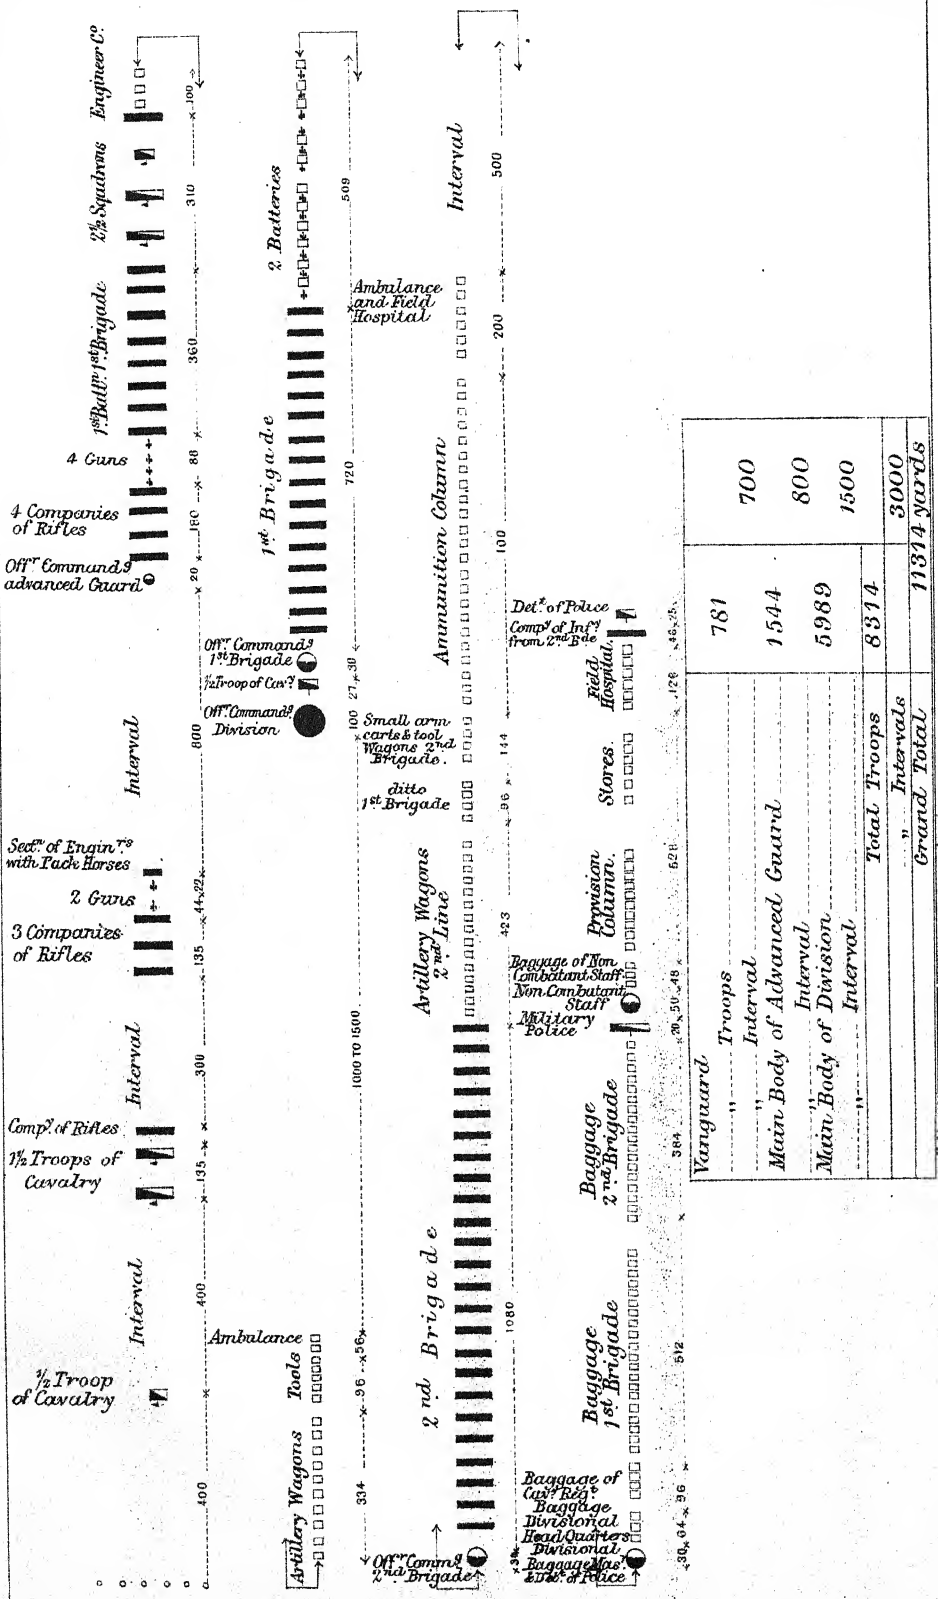 400
½ Troop
of Cavalry
Interval
400
1½ Troops of
Cavalry
Compy. of Rifles
135
Interval
300
3 Companies
of Rifles
135
2 Guns
44
Sectn. of Enginrs
with Pack Horses
22
Interval
800
Offr. Commandg
advanced Guard
20
4 Companies
of Rifles
180
4 Guns
88
1st Battn. 1st Brigade
360
2½ Squadrons
310
Engineer Co.
100
Artillery Wagons
334
Tools
96
Ambulance
56
1000 TO 1500
Offr. Commandg.
Division
100
½ Troop of Cavy.
27
Offr. Commandg
1st Brigade
30
1st Brigade
720
2 Batteries
509
Offr. Commg
2nd Brigade
30
2nd Brigade
1080
Artillery Wagons
2nd Line
423
ditto
1st Brigade
96
Small arm
carts & tool
Wagons 2nd
Brigade.
144
Ammunition Column
100
Ambulance
and Field
Hospital
200
Interval
500
Divisional
Baggage Masr.
& Dett. of Police
30
Baggage
Divisional
Head Quarters
64
Baggage of
Cavy. Regt.
96
Baggage
1st Brigade
512
Baggage
2nd Brigade
384
Military
Police
20
Non Combatant
Staff
50
Baggage of Non
Combatant Staff
48
Provision
Column.
528
Stores.
Field
Hospital.
126
Compy. of Infy
from 2nd Bde
46
Dett. of Police
25
Vanguard
„ Troops 781
„ Interval 700
Main Body of Advanced Guard 1544
„ Interval 800
Main Body of Division 5989
„ Interval 1500
Total Troops 8314
„ Intervals 3000
Grand Total 11314 yards